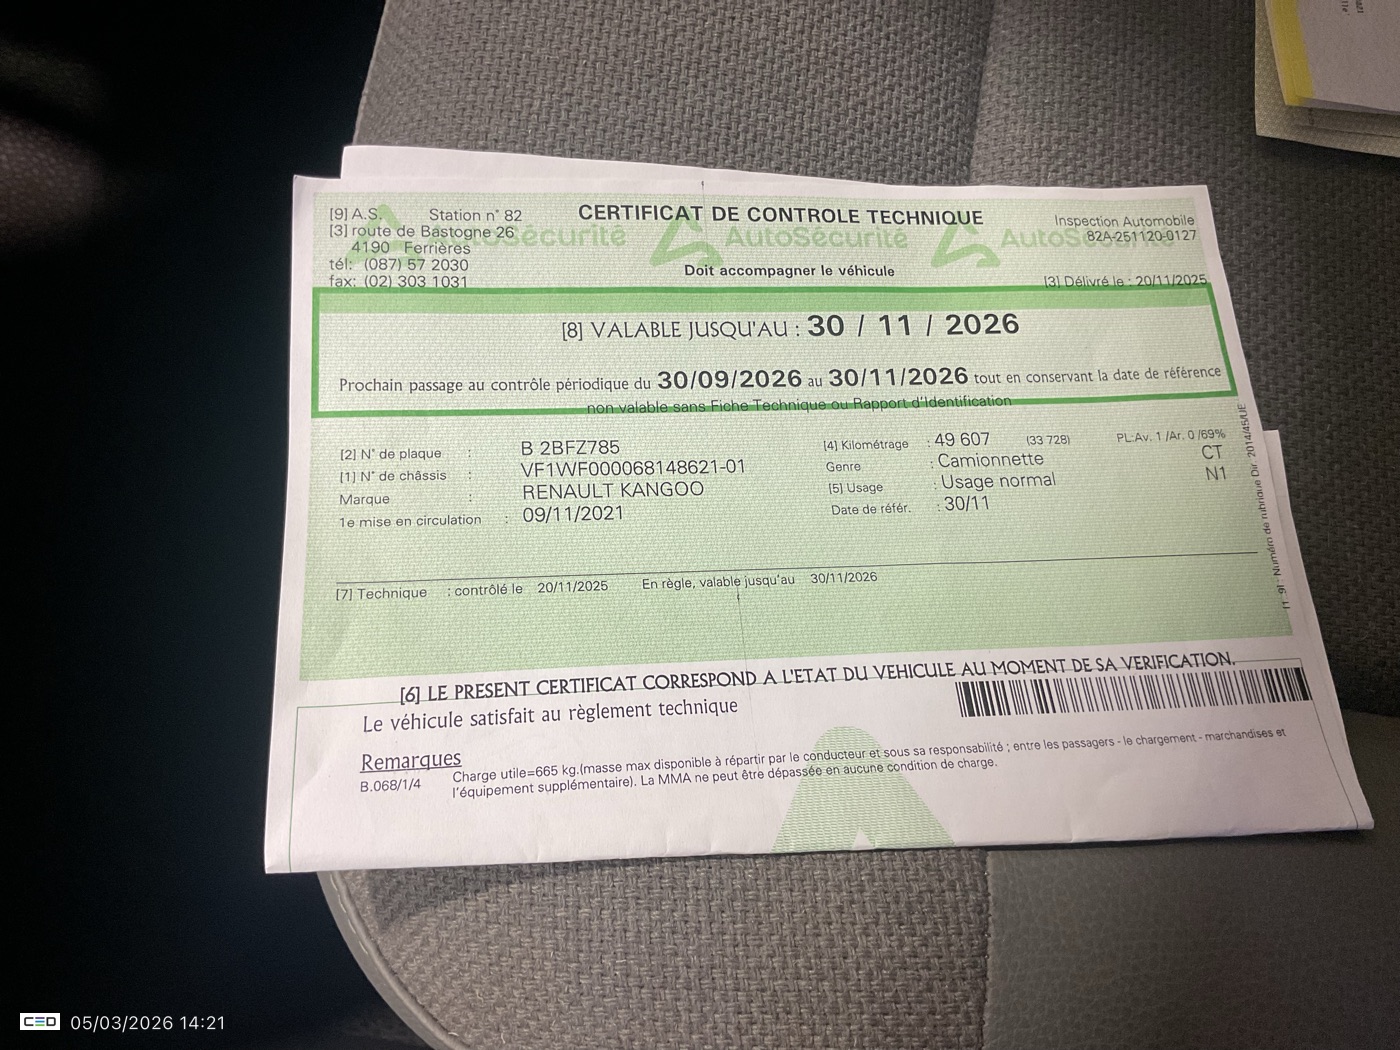 [9] A.S. Station n° 82
[3] route de Bastogne 26
4190 Ferrières
tél: (087) 57 2030
fax: (02) 303 1031
CERTIFICAT DE CONTROLE TECHNIQUE
AutoSécurité AutoSécurité AutoSécurité
Doit accompagner le véhicule
Inspection Automobile
82A-251120-0127
[3] Délivré le : 20/11/2025
[8] VALABLE JUSQU'AU : 30 / 11 / 2026
Prochain passage au contrôle périodique du 30/09/2026 au 30/11/2026 tout en conservant la date de référence
non valable sans Fiche Technique ou Rapport d'Identification
[2] N° de plaque : B 2BFZ785
[1] N° de châssis : VF1WF000068148621-01
Marque : RENAULT KANGOO
1e mise en circulation : 09/11/2021
[4] Kilométrage : 49 607 (33 728) PL:Av. 1 /Ar. 0 /69%
Genre : Camionnette CT
[5] Usage : Usage normal N1
Date de référ. : 30/11
[7] Technique : contrôlé le 20/11/2025 En règle, valable jusqu'au 30/11/2026
Numéro de rubrique Dir. 2014/45/UE
[6] LE PRESENT CERTIFICAT CORRESPOND A L'ETAT DU VEHICULE AU MOMENT DE SA VERIFICATION.
Le véhicule satisfait au règlement technique
Remarques
B.068/1/4 Charge utile=665 kg.(masse max disponible à répartir par le conducteur et sous sa responsabilité ; entre les passagers - le chargement - marchandises et
l'équipement supplémentaire). La MMA ne peut être dépassée en aucune condition de charge.
CED 05/03/2026 14:21